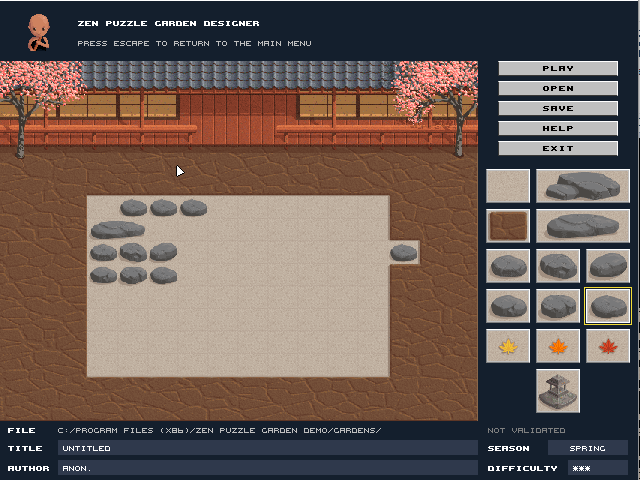 ZEN PUZZLE GARDEN DESIGNER
PRESS ESCAPE TO RETURN TO THE MAIN MENU
PLAY
OPEN
SAVE
HELP
EXIT
FILE C:/PROGRAM FILES (X86)/ZEN PUZZLE GARDEN DEMO/GARDENS/
NOT VALIDATED
TITLE UNTITLED
SEASON SPRING
AUTHOR ANON.
DIFFICULTY ***